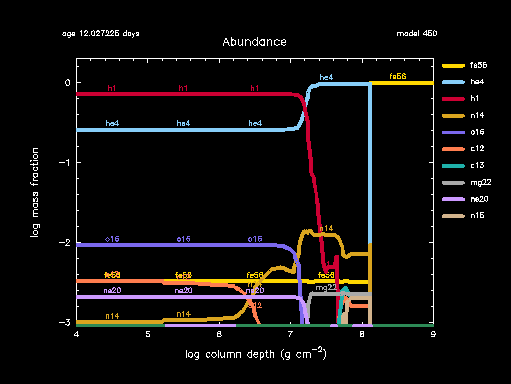 age 12.027225 days
model 450
Abundance
fe56
he4
h1
n14
o16
c12
c13
mg22
ne20
n16
he4
fe56
h1
h1
h1
he4
he4
he4
n14
o16
o16
o16
fe56
fe56
fe56
fe56
mg22
ne20
ne20
ne20
c12
n14
n14
0
−1
−2
−3
4
5
6
7
8
9
log mass fraction
log column depth (g cm−2)